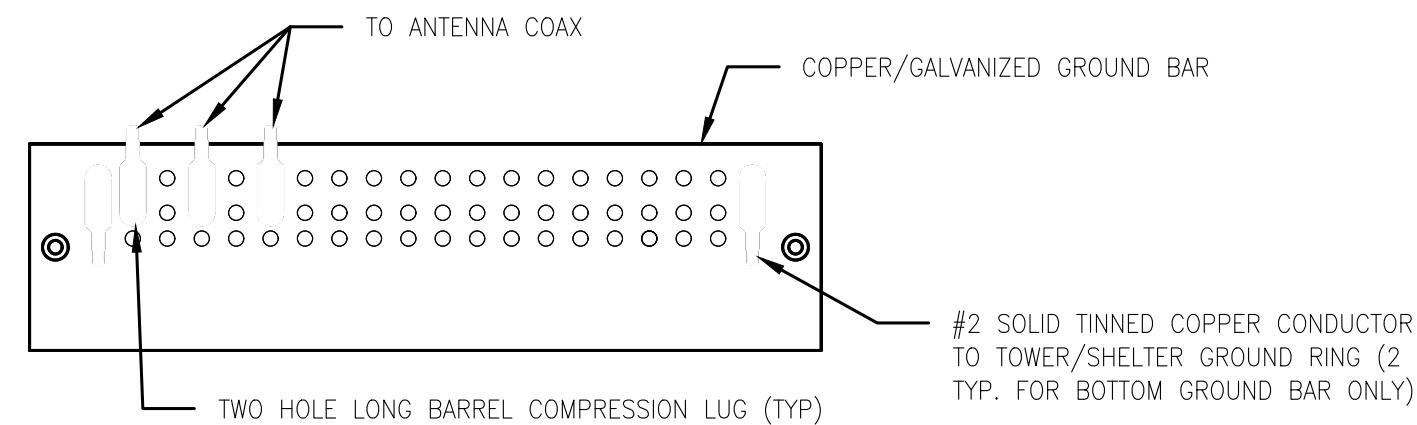 TO ANTENNA COAX
COPPER/GALVANIZED GROUND BAR
#2 SOLID TINNED COPPER CONDUCTOR
TO TOWER/SHELTER GROUND RING (2
TYP. FOR BOTTOM GROUND BAR ONLY)
TWO HOLE LONG BARREL COMPRESSION LUG (TYP)